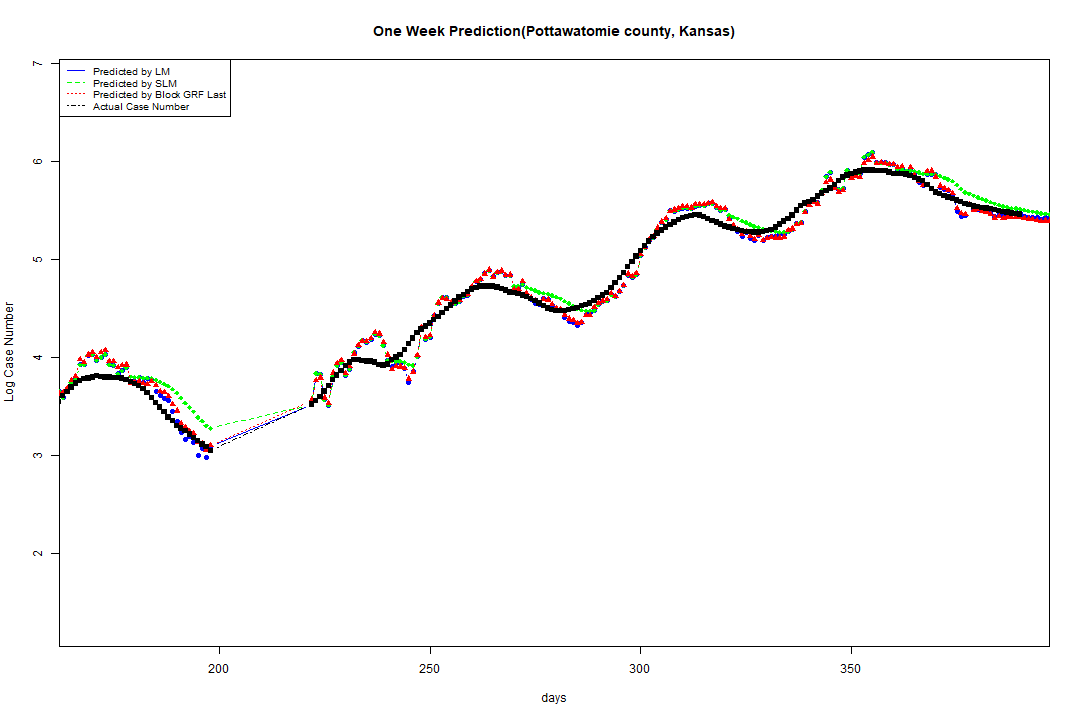 One Week Prediction(Pottawatomie county, Kansas)
Predicted by LM
Predicted by SLM
Predicted by Block GRF Last
Actual Case Number
7
6
5
4
3
2
Log Case Number
200 250 300 350
days